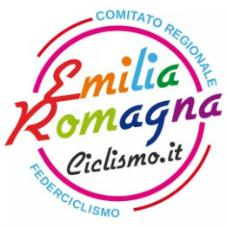 COMITATO REGIONALE
Emilia
Romagna
Ciclismo.it
FEDERCICLISMO